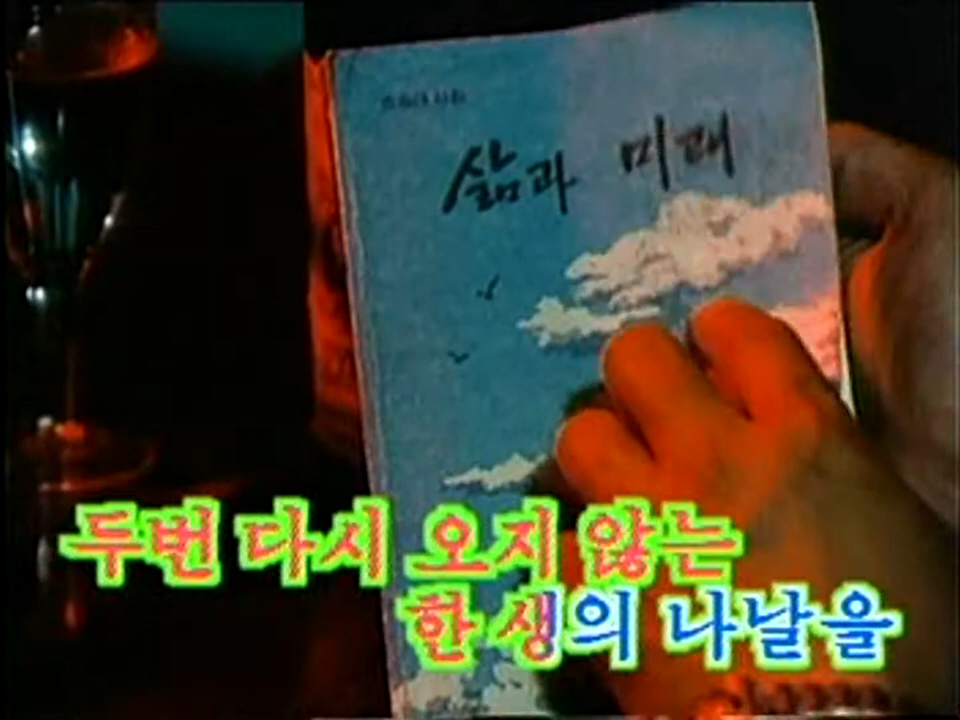 삶과 미래
두번 다시 오지 않는
한 생의 나날을